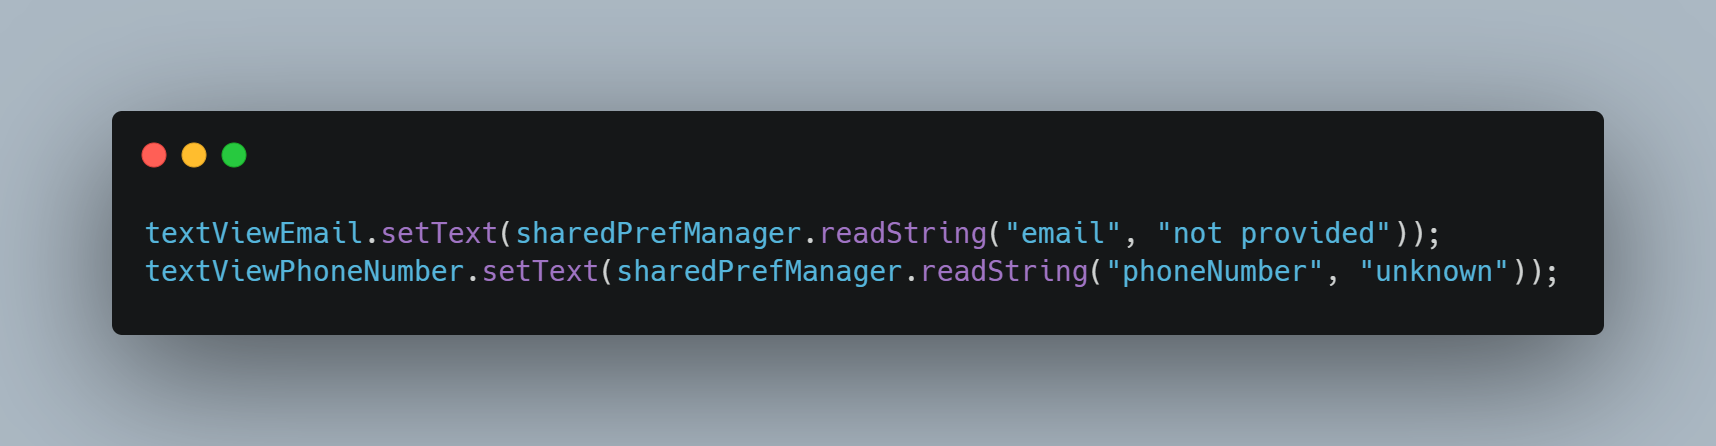 textViewEmail.setText(sharedPrefManager.readString("email", "not provided"));
textViewPhoneNumber.setText(sharedPrefManager.readString("phoneNumber", "unknown"));